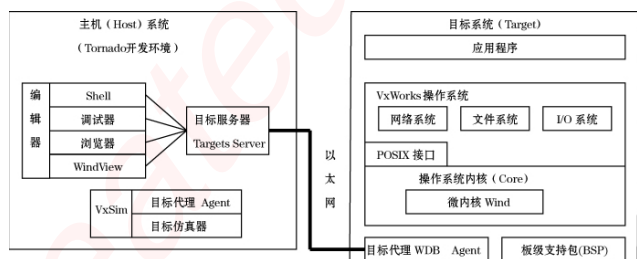 主机（Host）系统
（Tornado开发环境）
编辑器
Shell
调试器
浏览器
WindView
目标服务器
Targets Server
VxSim
目标代理 Agent
目标仿真器
以太网
目标系统（Target）
应用程序
VxWorks操作系统
网络系统
文件系统
I/O 系统
POSIX 接口
操作系统内核（Core）
微内核 Wind
目标代理 WDB Agent
板级支持包(BSP)